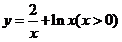 y = 2/x + ln x(x > 0)